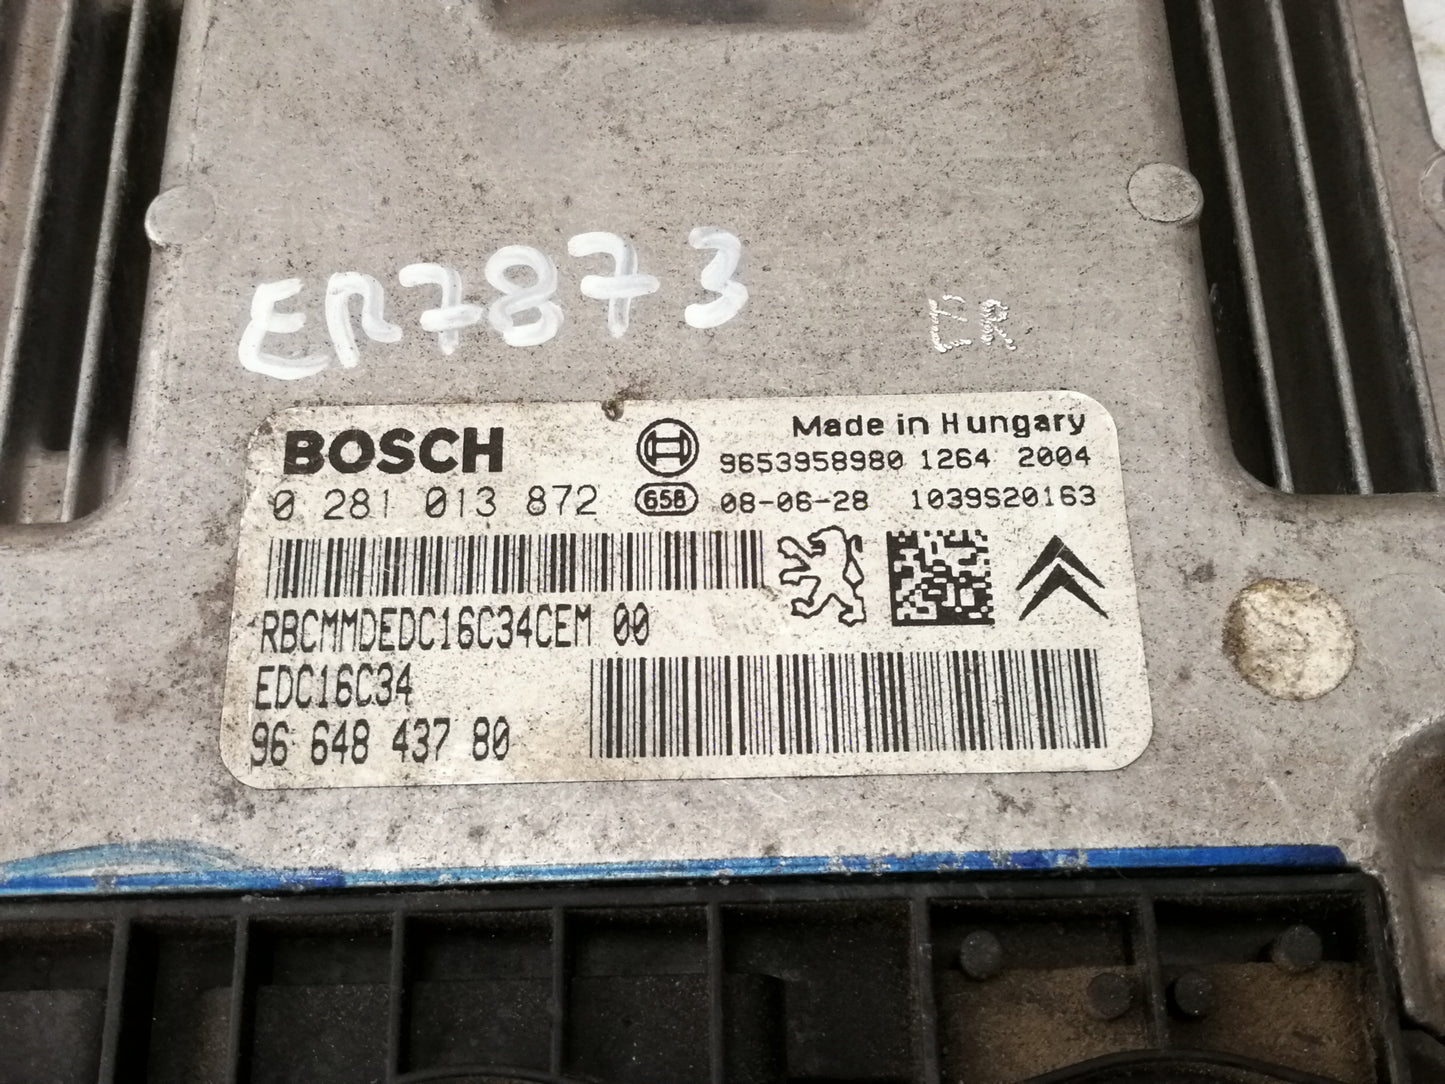 ER7873
ER
BOSCH
Made in Hungary
9653958980 1264 2004
0 281 013 872
656
08-06-28 1039S20163
RBCMMDEDC16C34CEM 00
EDC16C34
96 648 437 80